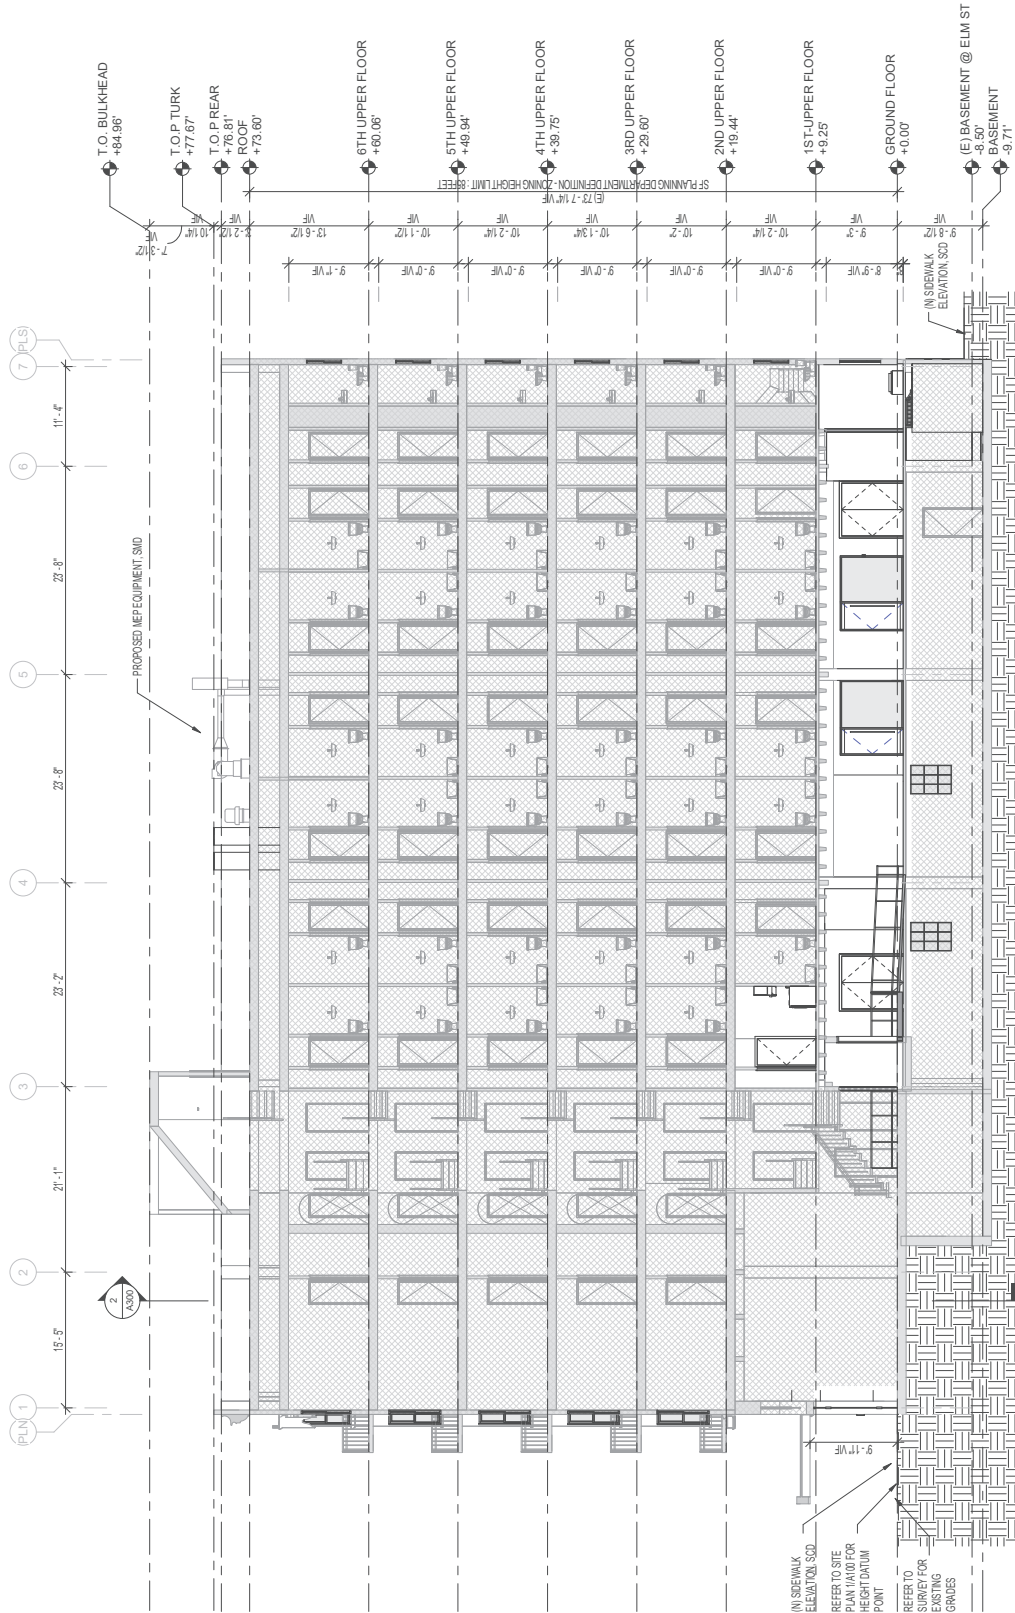 T.O. BULKHEAD
+84.96'
T.O.P TURK
+77.67'
T.O.P REAR
+76.81'
ROOF
+73.60'
6TH UPPER FLOOR
+60.06'
5TH UPPER FLOOR
+49.94'
4TH UPPER FLOOR
+39.75'
3RD UPPER FLOOR
+29.60'
2ND UPPER FLOOR
+19.44'
1ST-UPPER FLOOR
+9.25'
GROUND FLOOR
+0.00'
(E) BASEMENT @ ELM ST
-8.50'
BASEMENT
-9.71'
SF PLANNING DEPARTMENT DEFINITION - ZONING HEIGHT LIMIT : 85 FEET
(E) 73' - 7 1/4" VIF
7' - 3 1/2"
VIF
10 1/4"
VIF
3' - 2 1/2"
VIF
13' - 6 1/2"
VIF
10' - 1 1/2"
VIF
10' - 2 1/4"
VIF
10' - 1 3/4"
VIF
10' - 2"
VIF
10' - 2 1/4"
VIF
9' - 3"
VIF
9' - 8 1/2"
VIF
9' - 1" VIF
9' - 0" VIF
9' - 0" VIF
9' - 0" VIF
9' - 0" VIF
9' - 0" VIF
8' - 9" VIF
(N) SIDEWALK
ELEVATION, SCD
(PLS)
7
11' - 4"
6
23' - 8"
5
23' - 8"
4
23' - 2"
3
21' - 1"
2
15' - 5"
1
(PLN)
PROPOSED MEP EQUIPMENT, SMD
2
A300
9' - 11" VIF
(N) SIDEWALK
ELEVATION, SCD
REFER TO SITE
PLAN 1/A100 FOR
HEIGHT DATUM
POINT
REFER TO
SURVEY FOR
EXISTING
GRADES